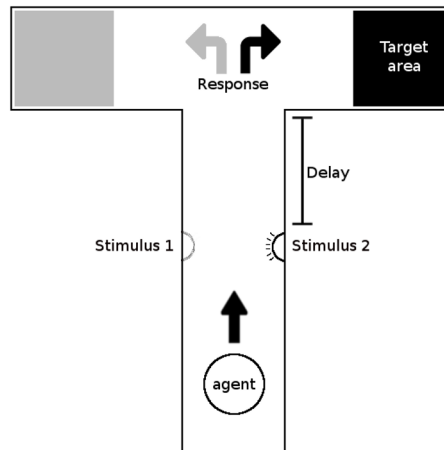 Target
area
Response
Delay
Stimulus 1
Stimulus 2
agent